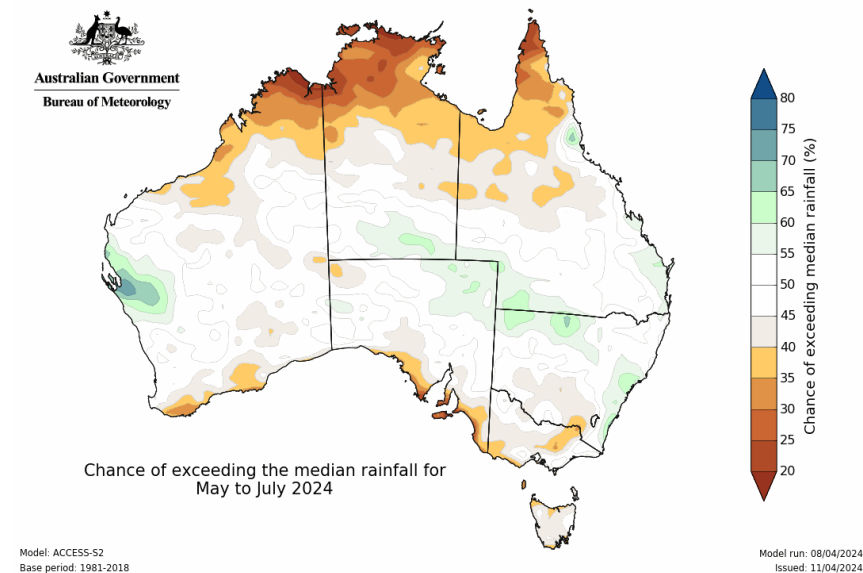 Australian Government
Bureau of Meteorology
80
75
70
65
60
55
50
45
40
35
30
25
20
Chance of exceeding median rainfall (%)
Chance of exceeding the median rainfall for
May to July 2024
Model: ACCESS-S2
Base period: 1981-2018
Model run: 08/04/2024
Issued: 11/04/2024